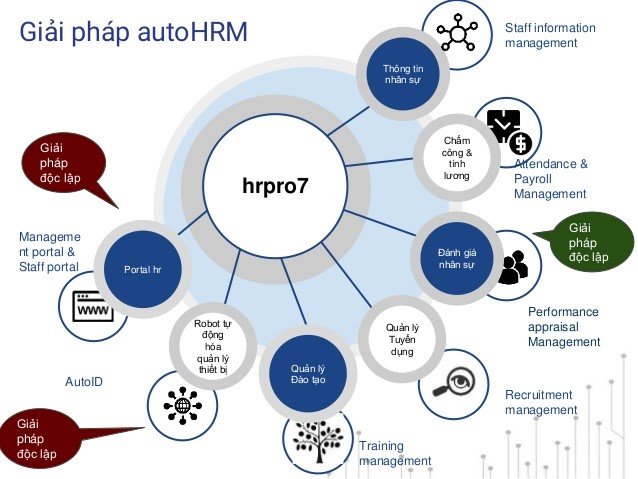 Giải pháp autoHRM
Staff information
management
Thông tin
nhân sự
Chấm
công &
tính
lương
Attendance &
Payroll
Management
Giải
pháp
độc lập
hrpro7
Giải
pháp
độc lập
Manageme
nt portal &
Staff portal
Portal hr
WWW
Đánh giá
nhân sự
Performance
appraisal
Management
Robot tự
động
hóa
quản lý
thiết bị
Quản lý
Tuyển
dụng
Quản lý
Đào tạo
AutoID
Recruitment
management
Giải
pháp
độc lập
Training
management